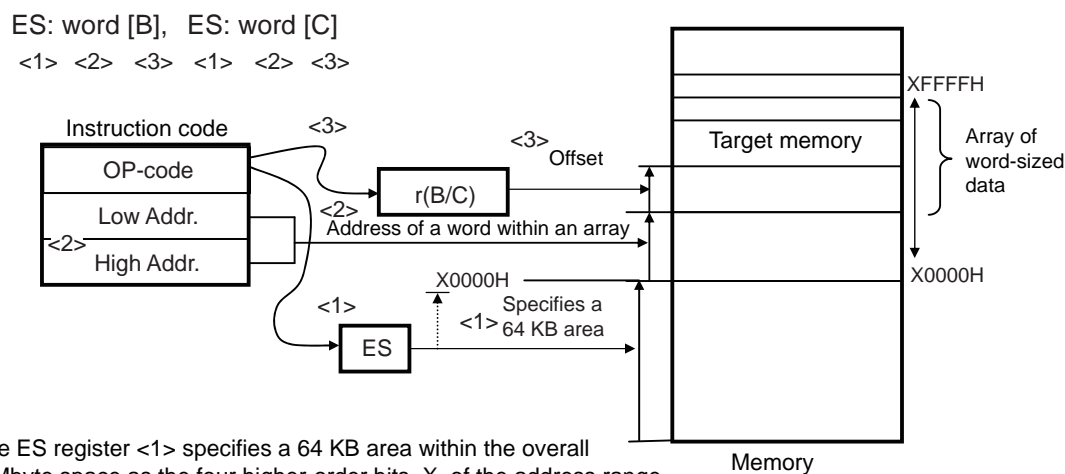 ES: word [B], ES: word [C]
<1> <2> <3> <1> <2> <3>
XFFFFH
Instruction code
<3>
<3>
Offset
Target memory
Array of
word-sized
data
OP-code
r(B/C)
Low Addr.
<2>
Address of a word within an array
<2>
High Addr.
X0000H
X0000H
<1>
<1>
Specifies a
64 KB area
ES
e ES register <1> specifies a 64 KB area within the overall
Mbyte space as the four higher-order bits, X, of the address range
Memory